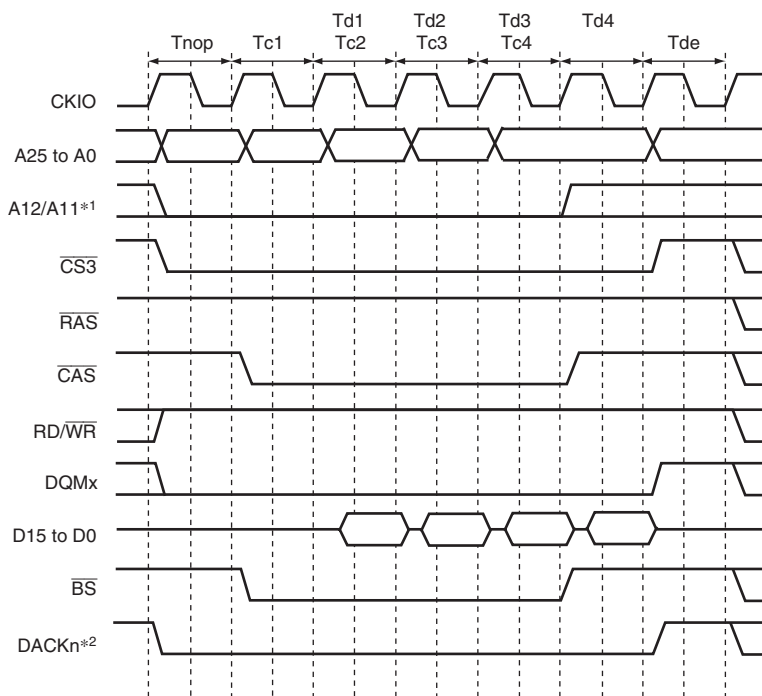 Td1 Td2 Td3 Td4
Tnop Tc1 Tc2 Tc3 Tc4 Tde
CKIO
A25 to A0
A12/A11*1
CS3
RAS
CAS
RD/WR
DQMx
D15 to D0
BS
DACKn*2